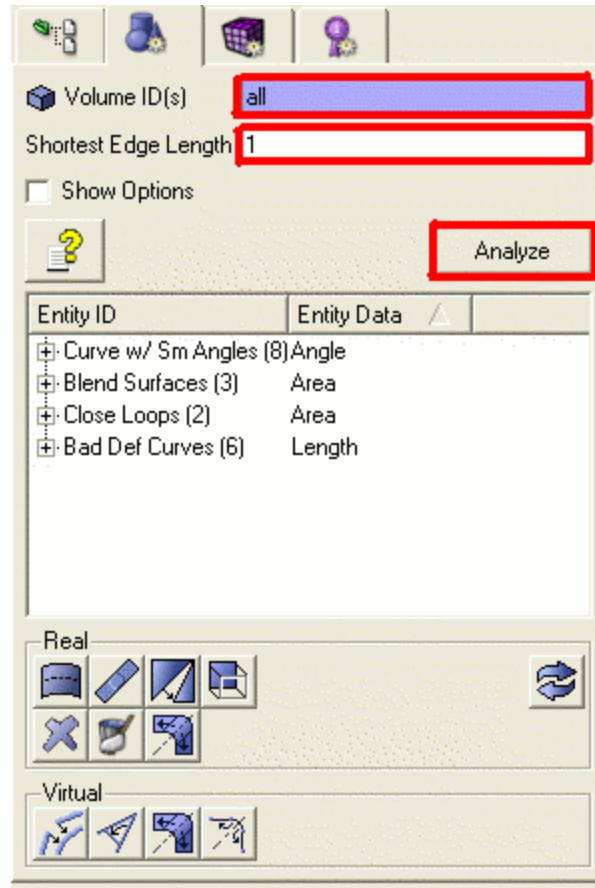 Volume ID(s) all
Shortest Edge Length 1
Show Options
Analyze
Entity ID Entity Data
Curve w/ Sm Angles (8) Angle
Blend Surfaces (3) Area
Close Loops (2) Area
Bad Def Curves (6) Length
Real
Virtual